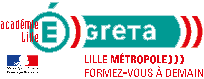 académie
Lille
É GRETA
LILLE MÉTROPOLE)))
FORMEZ-VOUS À DEMAIN